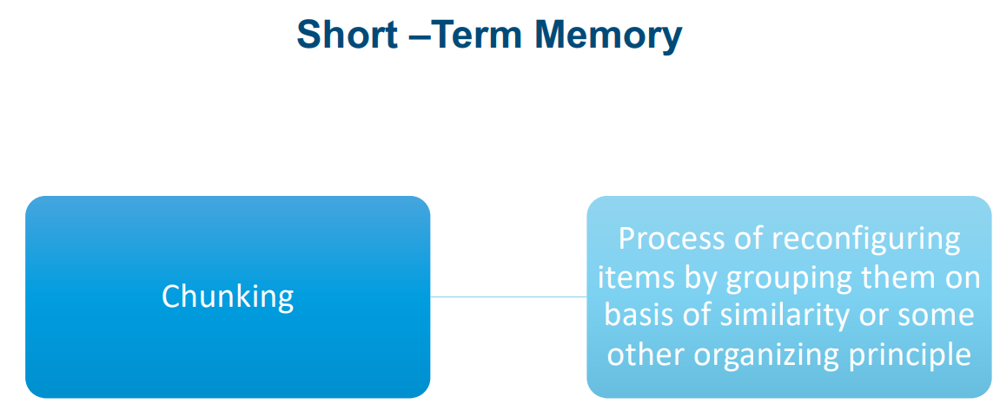 Short –Term Memory
Chunking
Process of reconfiguring
items by grouping them on
basis of similarity or some
other organizing principle